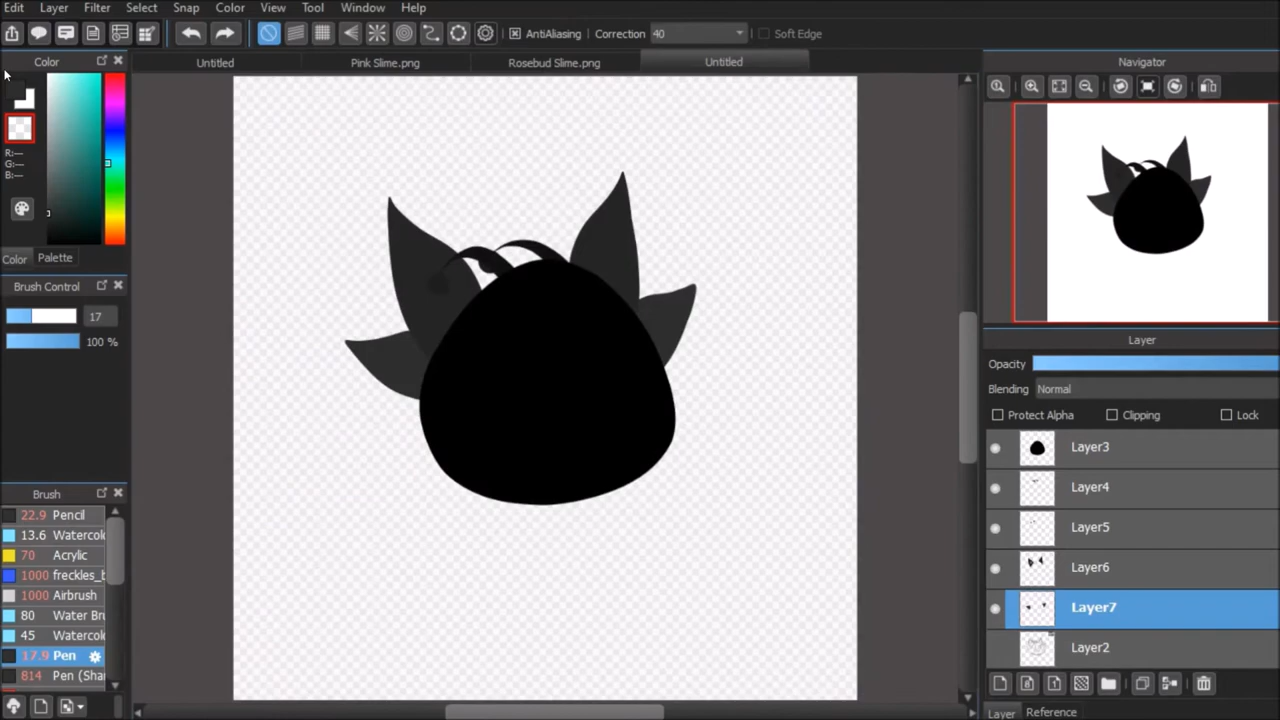 Edit Layer Filter Select Snap Color View Tool Window Help
AntiAliasing Correction 40 Soft Edge
Color Untitled Pink Slime.png Rosebud Slime.png Untitled Navigator
R:---
G:---
B:---
Color Palette
Brush Control
17
100 %
Layer
Opacity
Blending Normal
Protect Alpha Clipping Lock
Layer3
Layer4
Layer5
Layer6
Layer7
Layer2
Brush
22.9 Pencil
13.6 Watercol
70 Acrylic
1000 freckles_b
1000 Airbrush
80 Water Bru
45 Watercol
17.9 Pen
814 Pen (Sha
Layer Reference